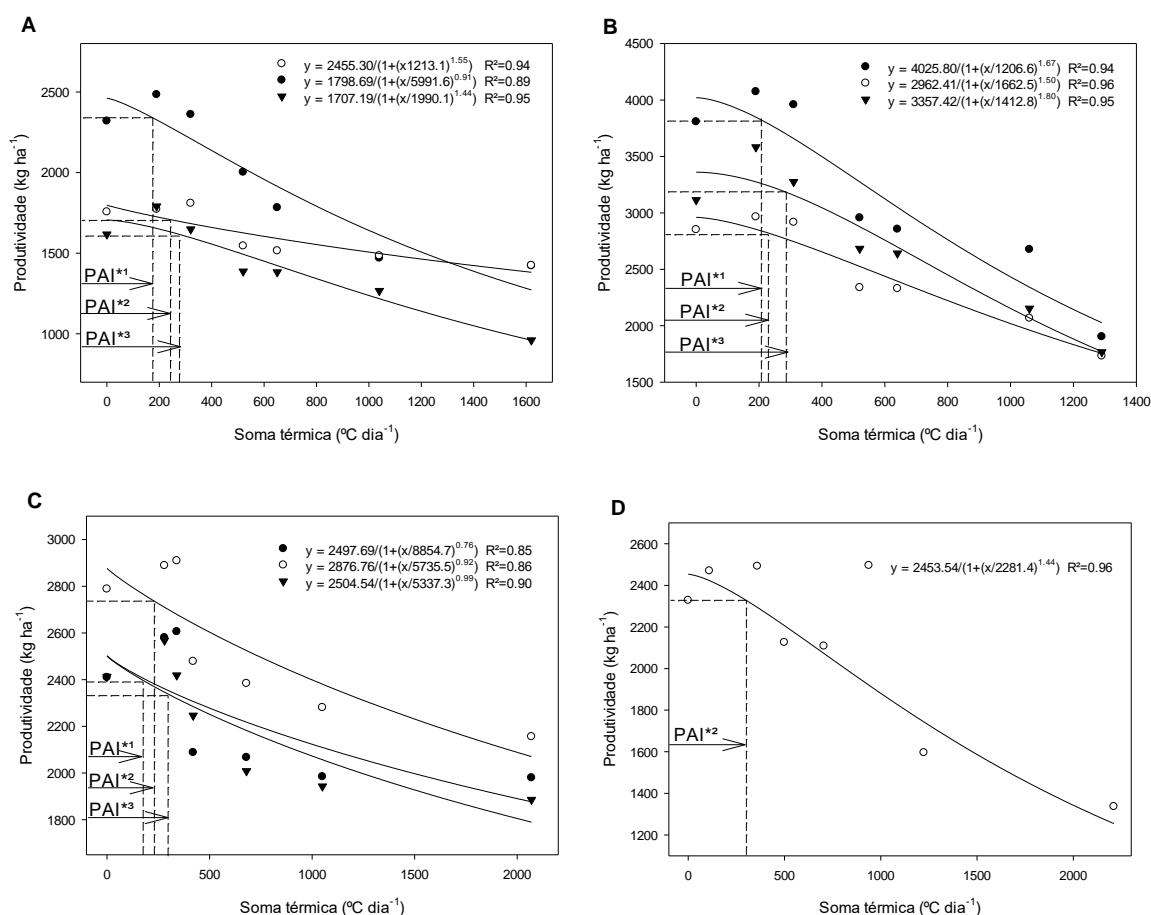 A
y = 2455.30/(1+(x1213.1)^1.55) R²=0.94
y = 1798.69/(1+(x/5991.6)^0.91) R²=0.89
y = 1707.19/(1+(x/1990.1)^1.44) R²=0.95
Produtividade (kg ha⁻¹)
2500
2000
1500
1000
PAI*¹
PAI*²
PAI*³
0 200 400 600 800 1000 1200 1400 1600
Soma térmica (ºC dia⁻¹)
B
y = 4025.80/(1+(x/1206.6)^1.67) R²=0.94
y = 2962.41/(1+(x/1662.5)^1.50) R²=0.96
y = 3357.42/(1+(x/1412.8)^1.80) R²=0.95
Produtividade (kg ha⁻¹)
4500
4000
3500
3000
2500
2000
1500
PAI*¹
PAI*²
PAI*³
0 200 400 600 800 1000 1200 1400
Soma térmica (ºC dia⁻¹)
C
y = 2497.69/(1+(x/8854.7)^0.76) R²=0.85
y = 2876.76/(1+(x/5735.5)^0.92) R²=0.86
y = 2504.54/(1+(x/5337.3)^0.99) R²=0.90
Produtividade (kg ha⁻¹)
3000
2800
2600
2400
2200
2000
1800
PAI*¹
PAI*²
PAI*³
0 500 1000 1500 2000
Soma térmica (ºC dia⁻¹)
D
y = 2453.54/(1+(x/2281.4)^1.44) R²=0.96
Produtividade (kg ha⁻¹)
2600
2400
2200
2000
1800
1600
1400
1200
PAI*²
0 500 1000 1500 2000
Soma térmica (ºC dia⁻¹)